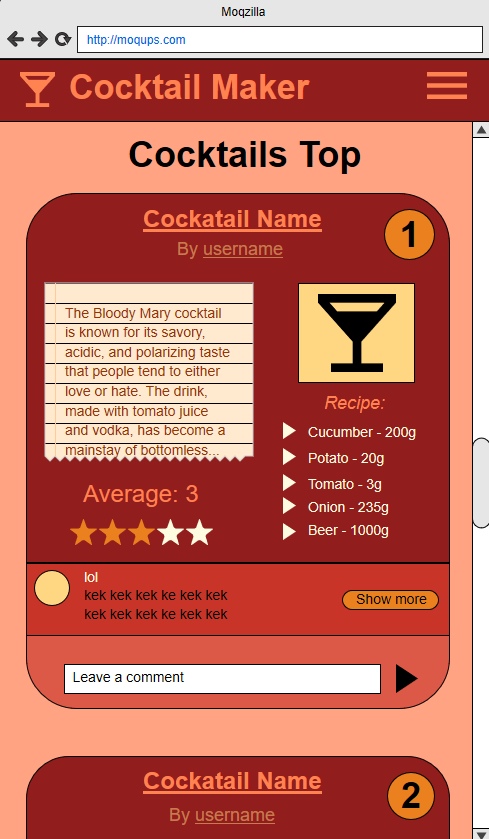 Moqzilla
http://moqups.com
Cocktail Maker
Cocktails Top
Cockatail Name
1
By username
The Bloody Mary cocktail
is known for its savory,
acidic, and polarizing taste
that people tend to either
love or hate. The drink,
made with tomato juice
and vodka, has become a
mainstay of bottomless...
Recipe:
Cucumber - 200g
Potato - 20g
Tomato - 3g
Onion - 235g
Beer - 1000g
Average: 3
lol
kek kek kek ke kek kek
kek kek kek ke kek kek
Show more
Leave a comment
Cockatail Name
2
By username